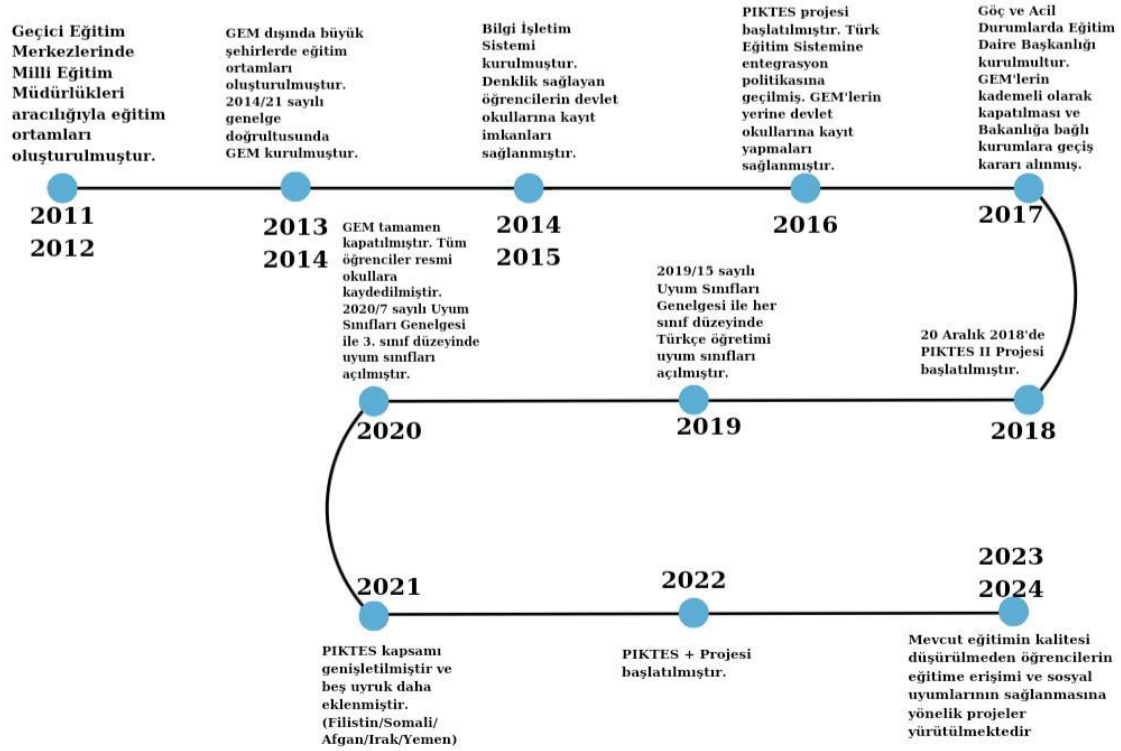 Geçici Eğitim
Merkezlerinde
Milli Eğitim
Müdürlükleri
aracılığıyla eğitim
ortamları
oluşturulmuştur.
2011
2012
GEM dışında büyük
şehirlerde eğitim
ortamları
oluşturulmuştur.
2014/21 sayılı
genelge
doğrultusunda
GEM kurulmuştur.
2013
2014
Bilgi İşletim
Sistemi
kurulmuştur.
Denklik sağlayan
öğrencilerin devlet
okullarına kayıt
imkanları
sağlanmıştır.
2014
2015
PIKTES projesi
başlatılmıştır. Türk
Eğitim Sistemine
entegrasyon
politikasına
geçilmiş. GEM'lerin
yerine devlet
okullarına kayıt
yapmaları
sağlanmıştır.
2016
Göç ve Acil
Durumlarda Eğitim
Daire Başkanlığı
kurulmultur.
GEM'lerin
kademeli olarak
kapatılması ve
Bakanlığa bağlı
kurumlara geçiş
kararı alınmış.
2017
20 Aralık 2018'de
PIKTES II Projesi
başlatılmıştır.
2018
2019/15 sayılı
Uyum Sınıfları
Genelgesi ile her
sınıf düzeyinde
Türkçe öğretimi
uyum sınıfları
açılmıştır.
2019
GEM tamamen
kapatılmıştır. Tüm
öğrenciler resmi
okullara
kaydedilmiştir.
2020/7 sayılı Uyum
Sınıfları Genelgesi
ile 3. sınıf düzeyinde
uyum sınıfları
açılmıştır.
2020
2021
PIKTES kapsamı
genişletilmiştir ve
beş uyruk daha
eklenmiştir.
(Filistin/Somali/
Afgan/Irak/Yemen)
2022
PIKTES + Projesi
başlatılmıştır.
2023
2024
Mevcut eğitimin kalitesi
düşürülmeden öğrencilerin
eğitime erişimi ve sosyal
uyumlarının sağlanmasına
yönelik projeler
yürütülmektedir